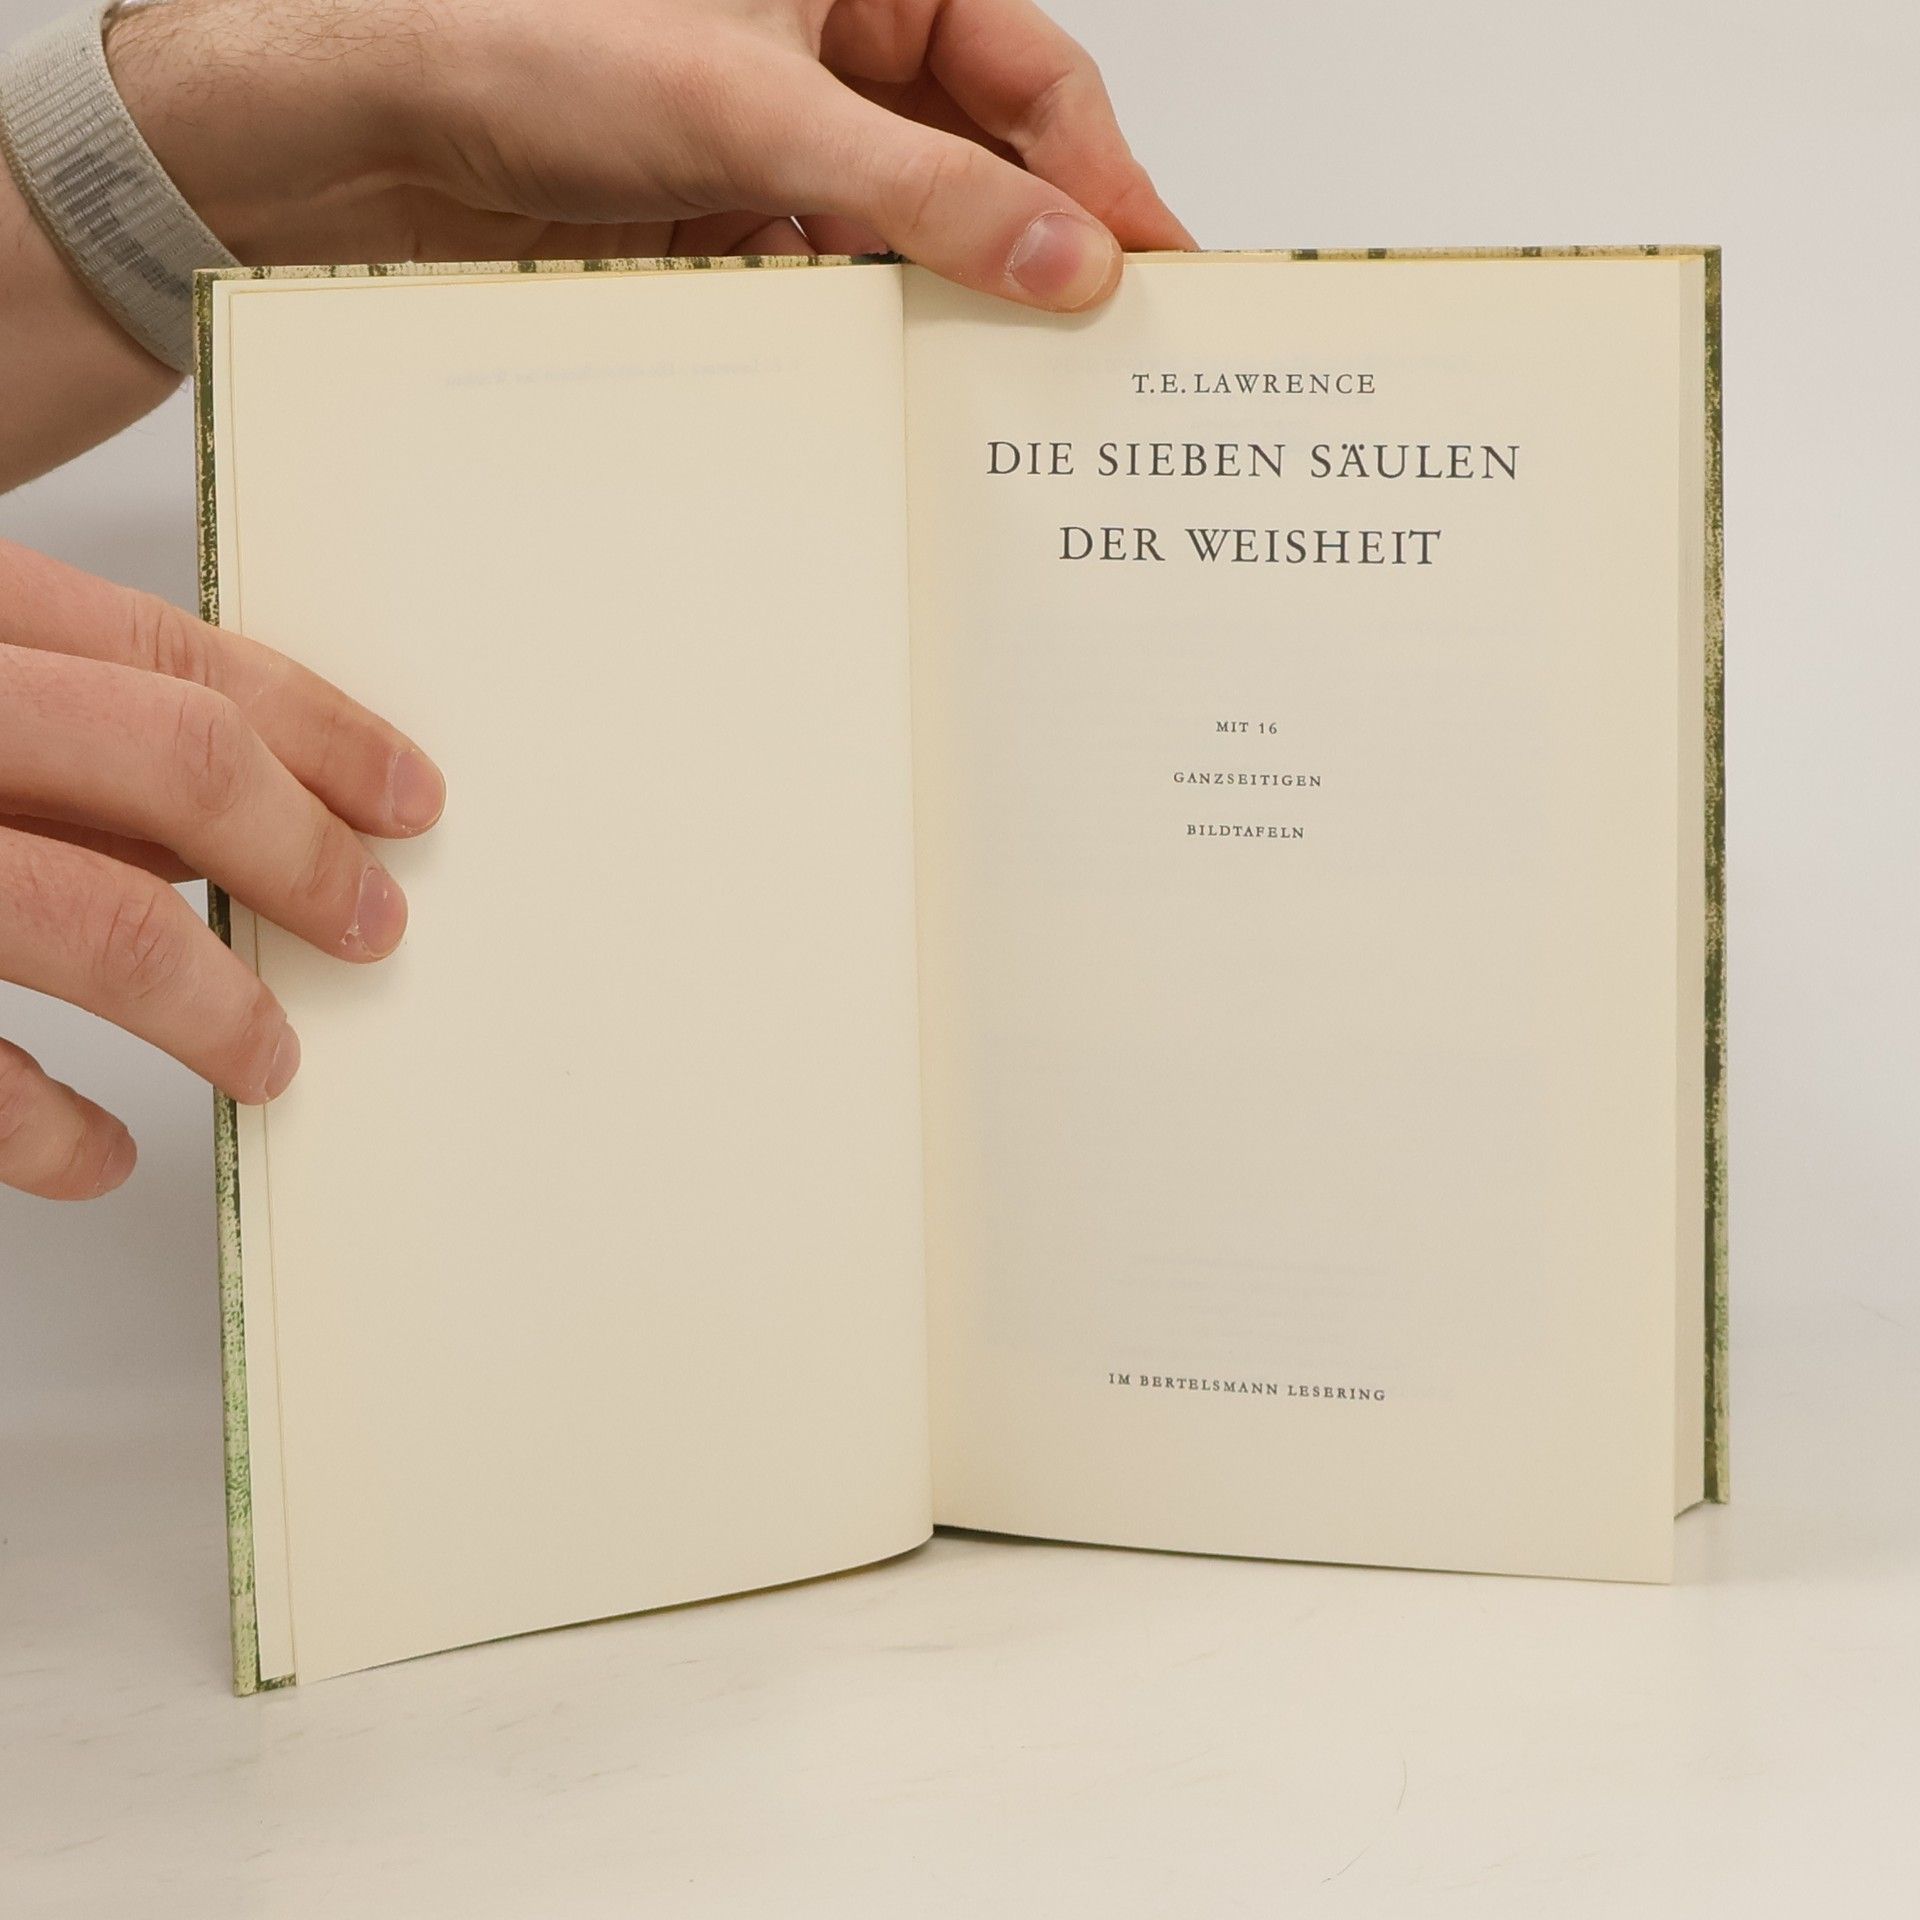 T. E. LAWRENCE
DIE SIEBEN SÄULEN
DER WEISHEIT
MIT 16
GANZSEITIGEN
BILDTAFELN
IM BERTELSMANN LESERING